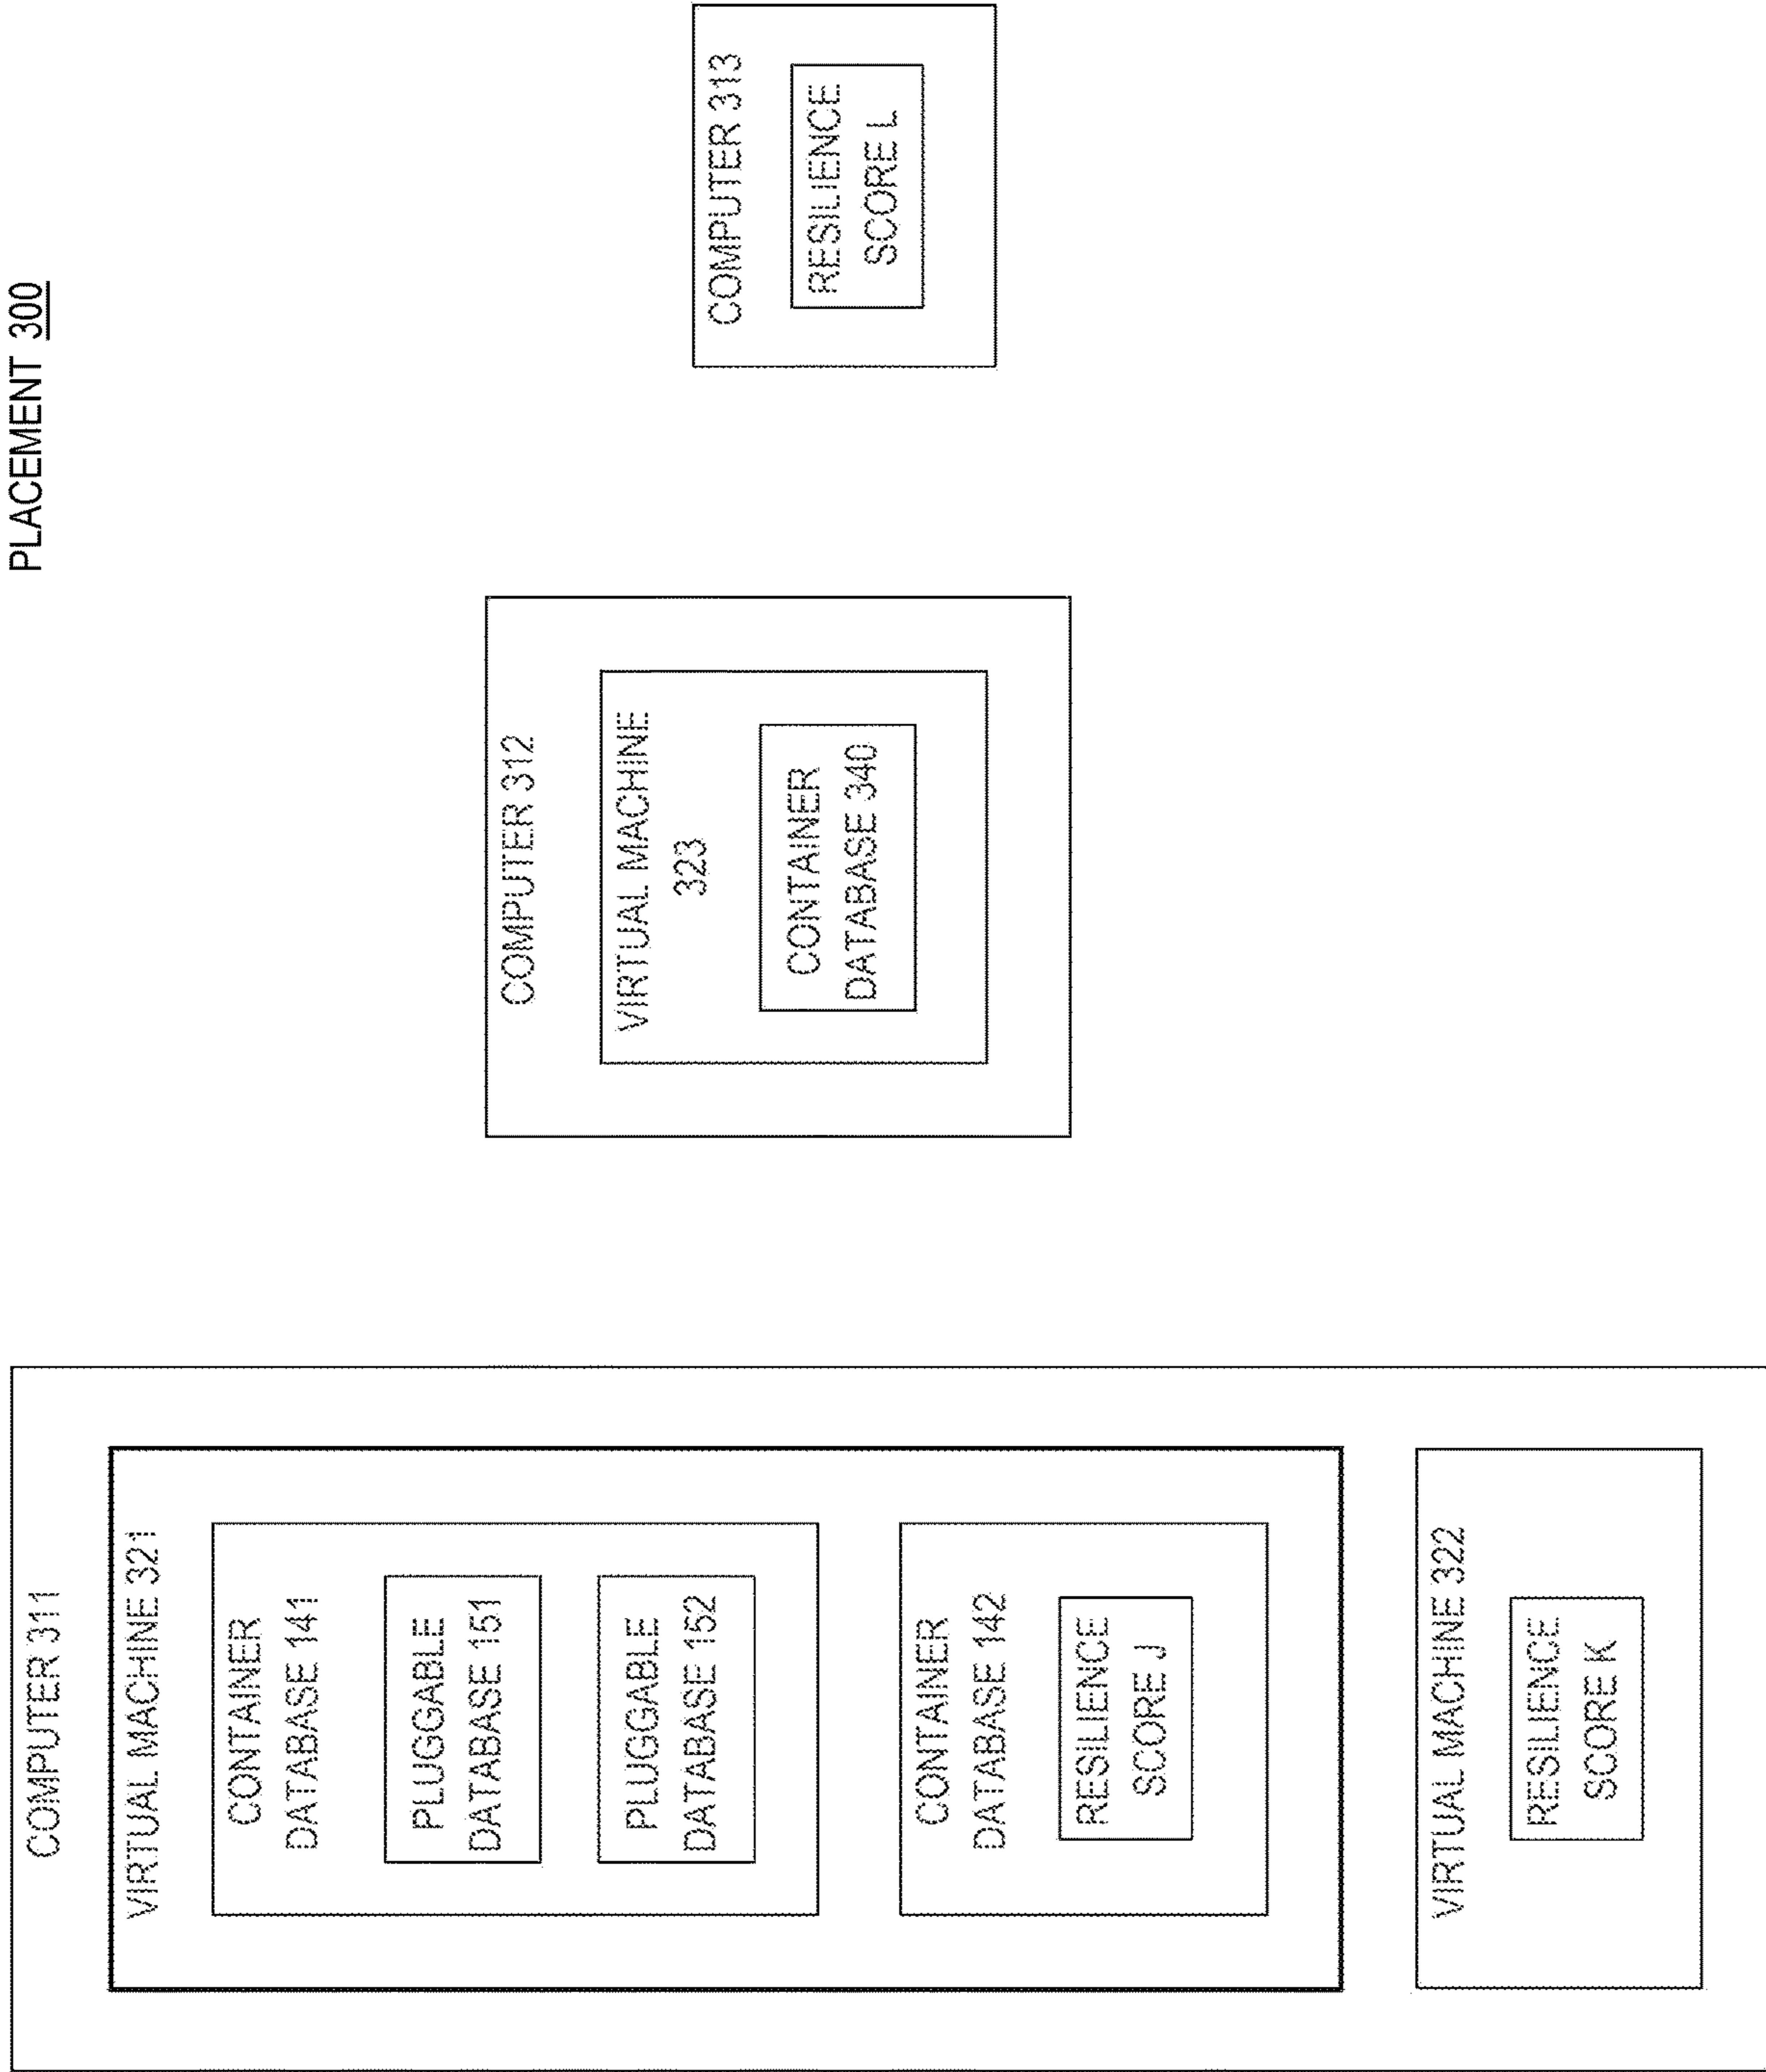 PLACEMENT 300
COMPUTER 311
VIRTUAL MACHINE 321
CONTAINER
DATABASE 141
PLUGGABLE
DATABASE 151
PLUGGABLE
DATABASE 152
CONTAINER
DATABASE 142
RESILIENCE
SCORE J
VIRTUAL MACHINE 322
RESILIENCE
SCORE K
COMPUTER 312
VIRTUAL MACHINE
323
CONTAINER
DATABASE 340
COMPUTER 313
RESILIENCE
SCORE L